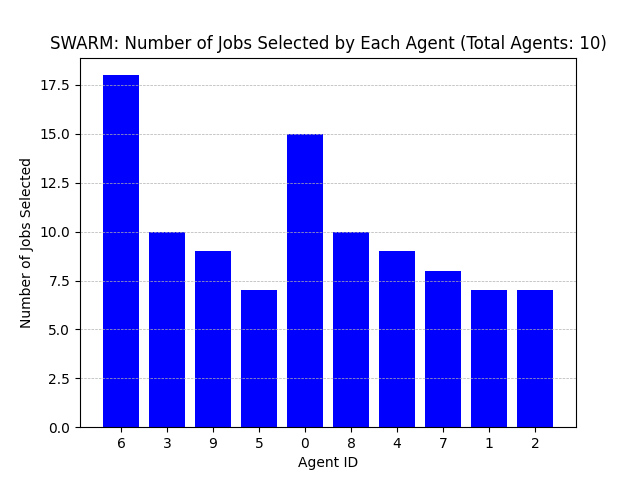 SWARM: Number of Jobs Selected by Each Agent (Total Agents: 10)
Number of Jobs Selected
17.5
15.0
12.5
10.0
7.5
5.0
2.5
0.0
6 3 9 5 0 8 4 7 1 2
Agent ID